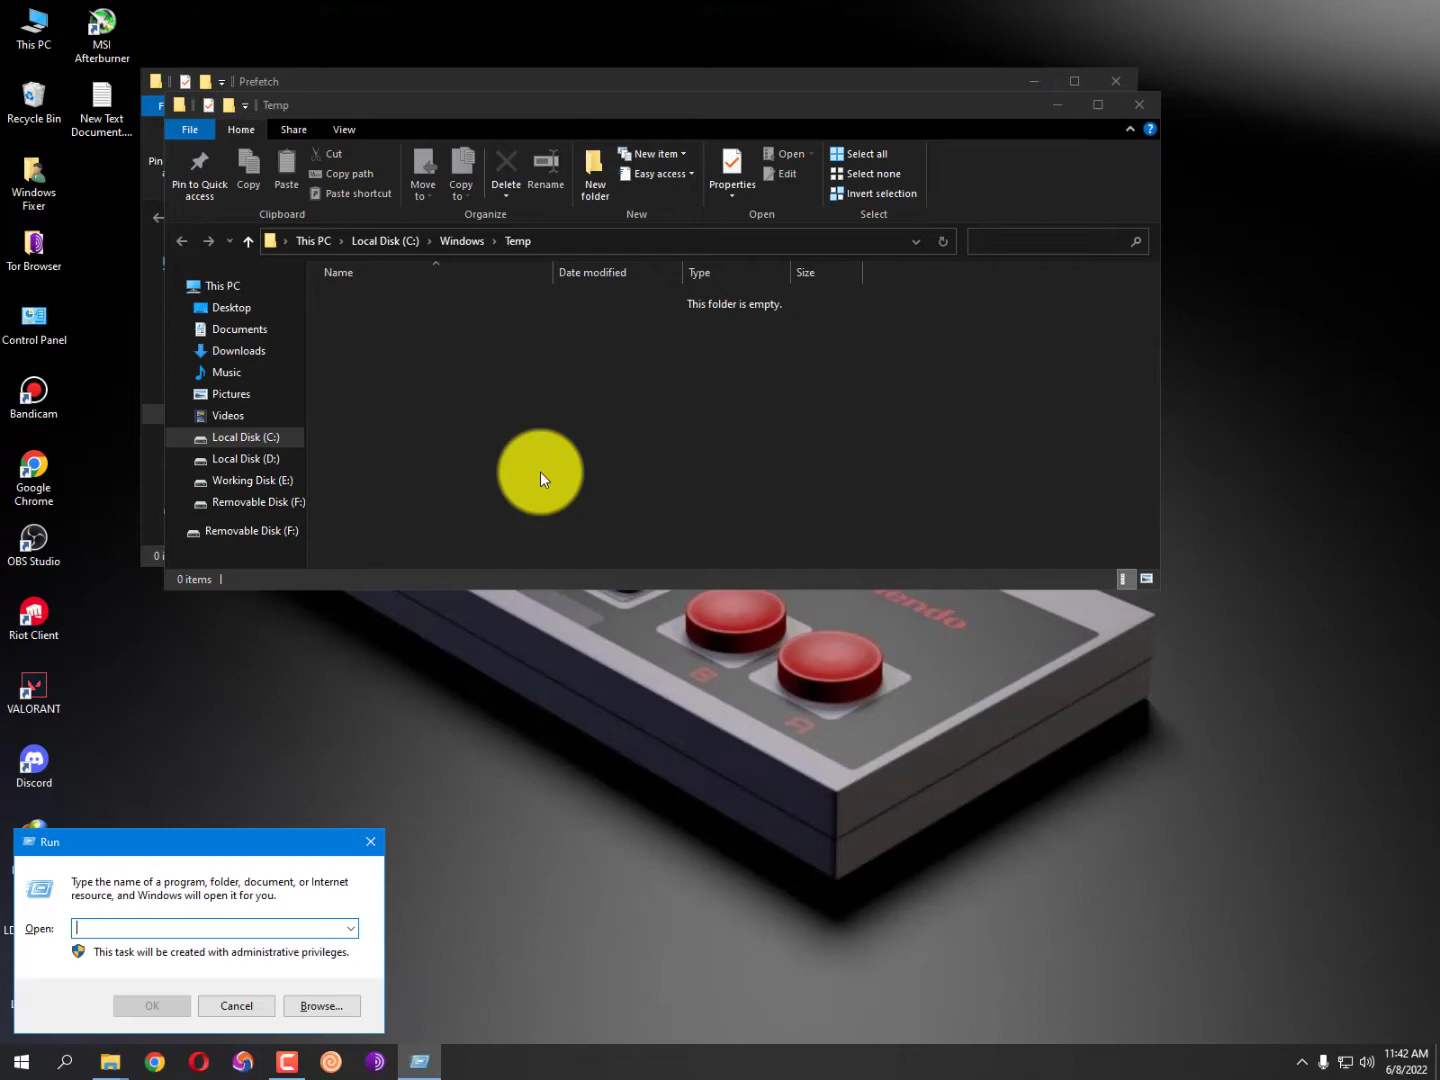 This PC
MSI
Afterburner
Recycle Bin
New Text
Document....
Windows
Fixer
Tor Browser
Control Panel
Bandicam
Google
Chrome
OBS Studio
Riot Client
VALORANT
Discord
Prefetch
Temp
File
Home
Share
View
Pin to Quick
access
Copy
Paste
Cut
Copy path
Paste shortcut
Clipboard
Move
to
Copy
to
Delete
Rename
Organize
New
folder
New item
Easy access
New
Properties
Open
Edit
Open
Select all
Select none
Invert selection
Select
This PC > Local Disk (C:) > Windows > Temp
Name
Date modified
Type
Size
This folder is empty.
This PC
Desktop
Documents
Downloads
Music
Pictures
Videos
Local Disk (C:)
Local Disk (D:)
Working Disk (E:)
Removable Disk (F:)
Removable Disk (F:)
0 items
Nintendo
B
A
Run
Type the name of a program, folder, document, or Internet
resource, and Windows will open it for you.
Open:
This task will be created with administrative privileges.
OK
Cancel
Browse...
11:42 AM
6/8/2022